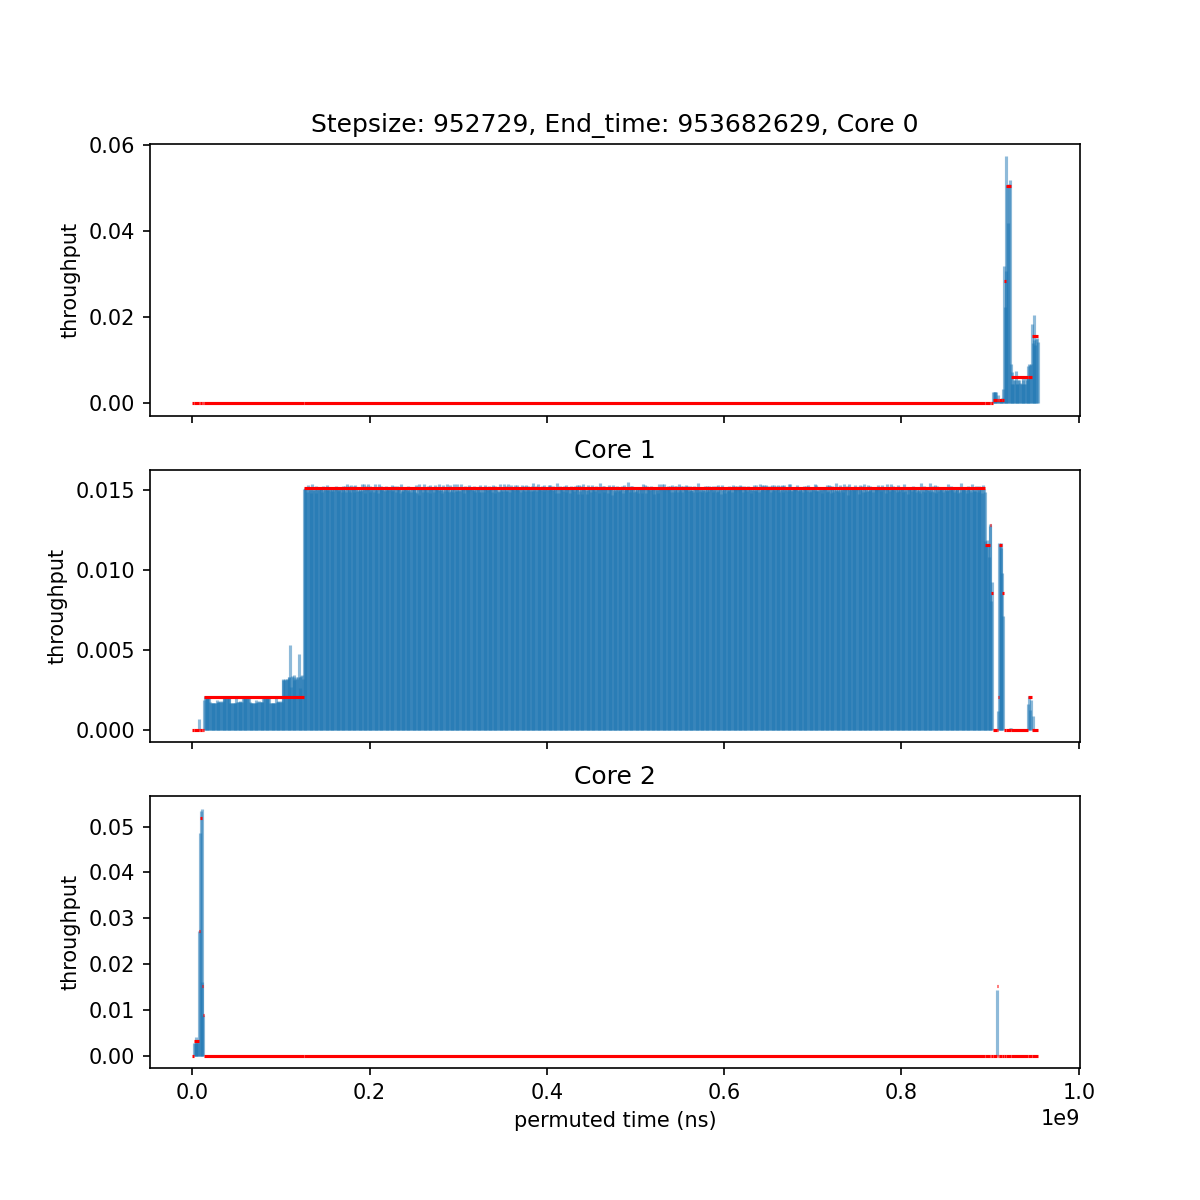 Stepsize: 952729, End_time: 953682629, Core 0
0.06
0.04
0.02
0.00
throughput
Core 1
0.015
0.010
0.005
0.000
throughput
Core 2
0.05
0.04
0.03
0.02
0.01
0.00
throughput
0.0 0.2 0.4 0.6 0.8 1.0
permuted time (ns)
1e9